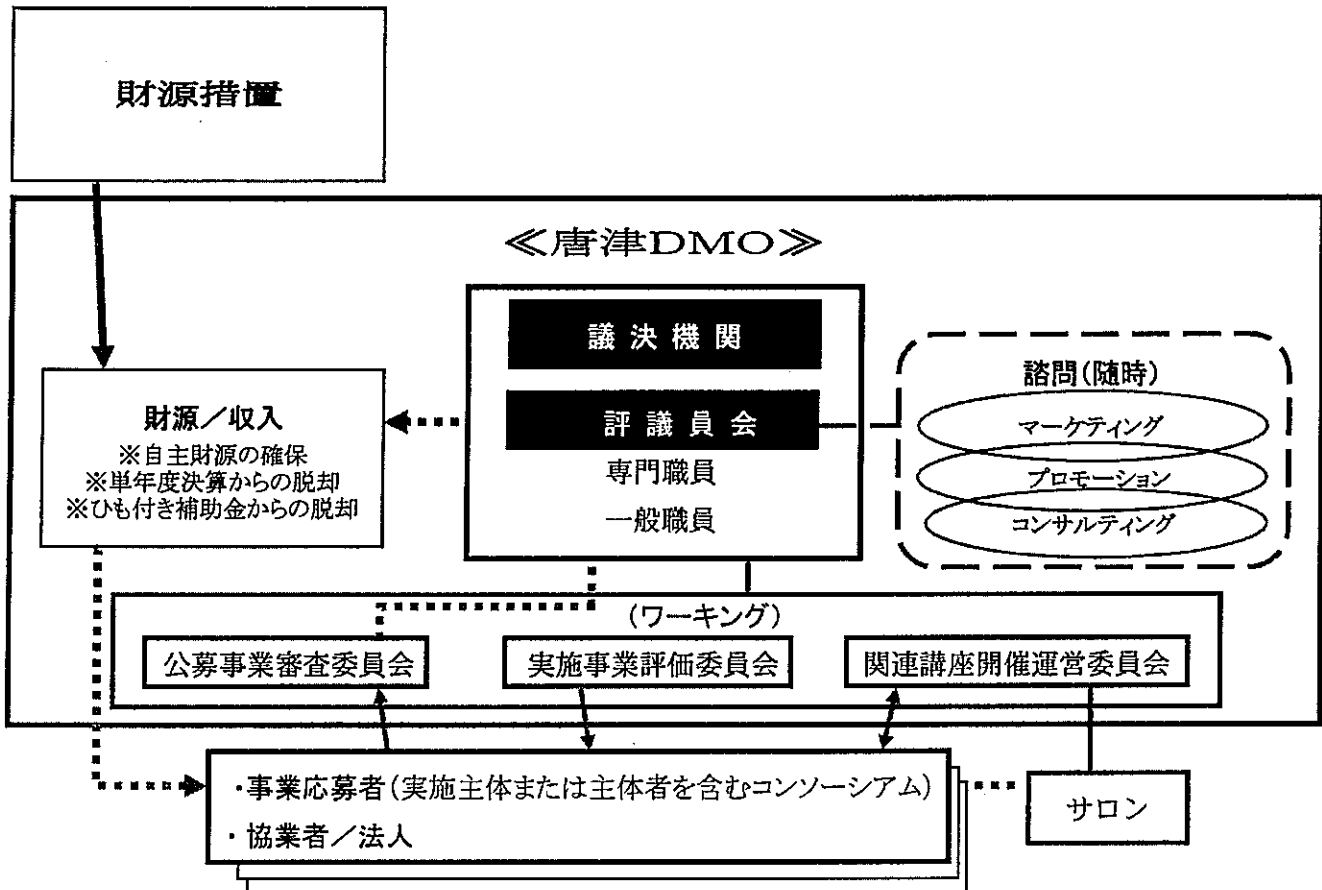 財源措置
≪唐津DMO≫
議決機関
評議員会
専門職員
一般職員
財源/収入
※自主財源の確保
※単年度決算からの脱却
※ひも付き補助金からの脱却
諮問(随時)
マーケティング
プロモーション
コンサルティング
(ワーキング)
公募事業審査委員会
実施事業評価委員会
関連講座開催運営委員会
・事業応募者(実施主体または主体者を含むコンソーシアム)
・協業者/法人
サロン